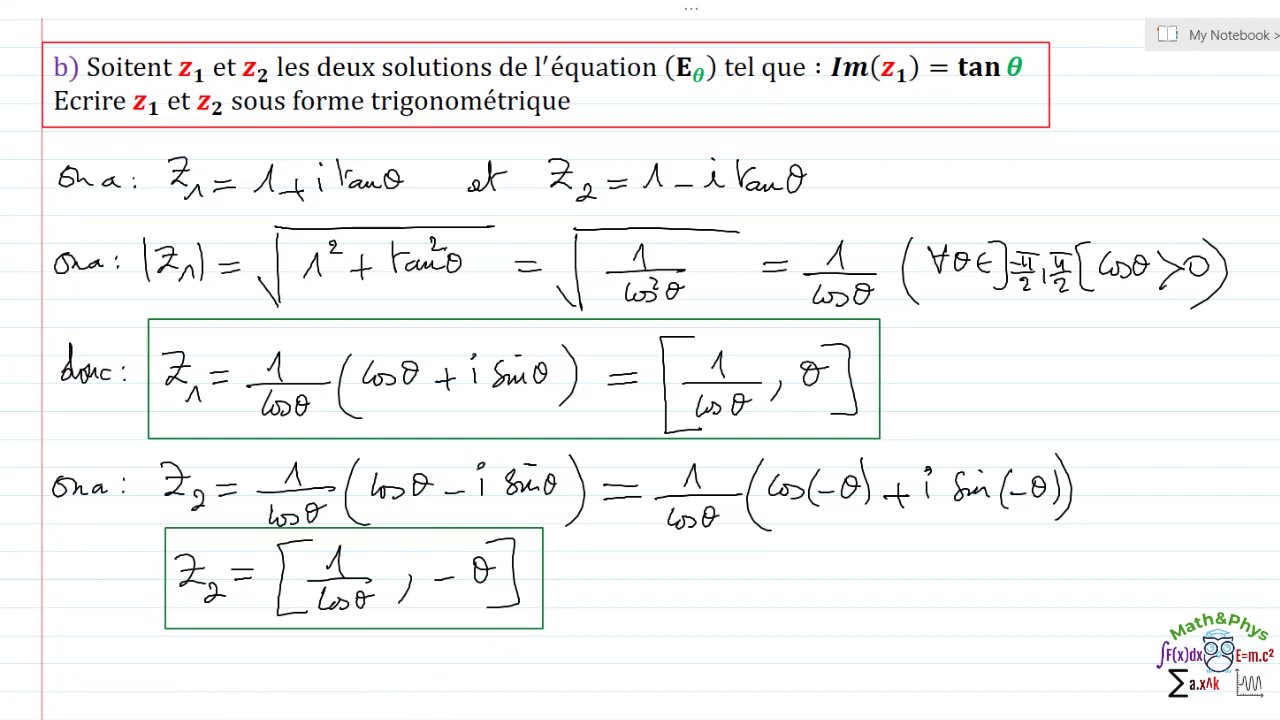 ...
My Notebook >
b) Soitent z₁ et z₂ les deux solutions de l'équation (E_θ) tel que : Im(z₁) = tan θ
Ecrire z₁ et z₂ sous forme trigonométrique
on a : Z₁ = 1 + i tanθ et Z₂ = 1 − i tanθ
on a : |Z₁| = √(1² + tan²θ) = √(1/cos²θ) = 1/cosθ (∀θ∈]−π/2, π/2[ cosθ > 0)
donc : Z₁ = 1/cosθ (cosθ + i sinθ) = [1/cosθ , θ]
on a : Z₂ = 1/cosθ (cosθ − i sinθ) = 1/cosθ (cos(−θ) + i sin(−θ))
Z₂ = [1/cosθ , −θ]
Math&Phys
∫F(x)dx E=m.c²
∑ a.x∧k